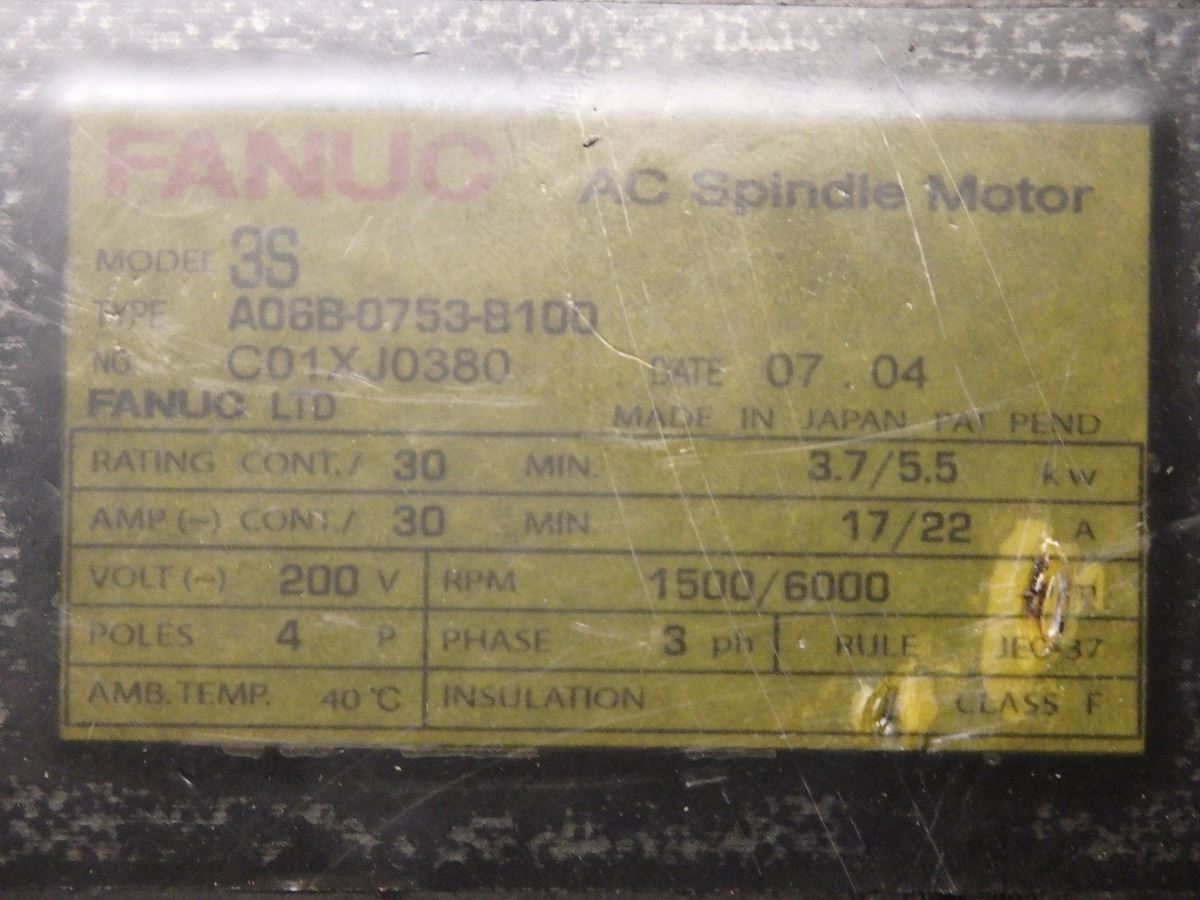 FANUC AC Spindle Motor
MODEL 3S
TYPE A06B-0753-B100
NO. C01XJ0380 DATE 07 . 04
FANUC LTD MADE IN JAPAN PAT PEND
RATING CONT./ 30 MIN. 3.7/5.5 kw
AMP (~) CONT./ 30 MIN 17/22 A
VOLT (~) 200 V RPM 1500/6000
POLES 4 P PHASE 3 ph RULE JEC-37
AMB. TEMP. 40 °C INSULATION CLASS F